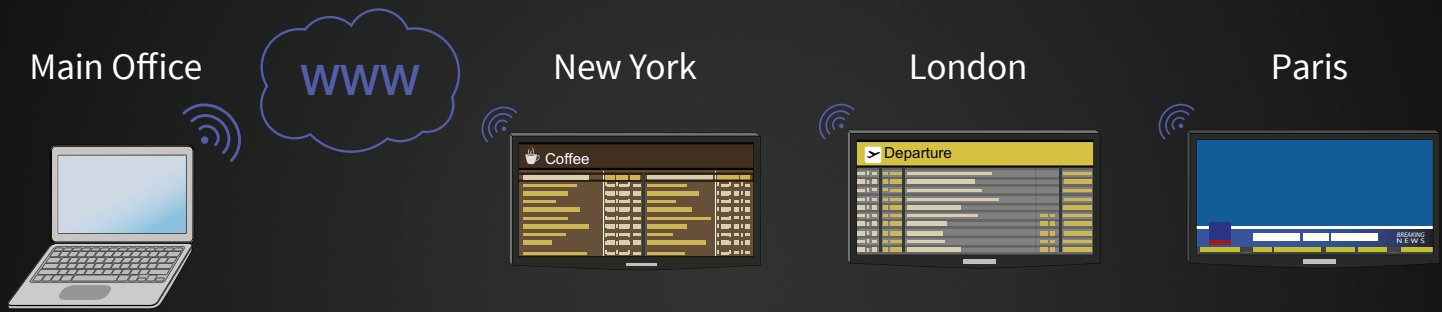 Main Office
WWW
New York
London
Paris
Coffee
Departure
BREAKING
NEWS